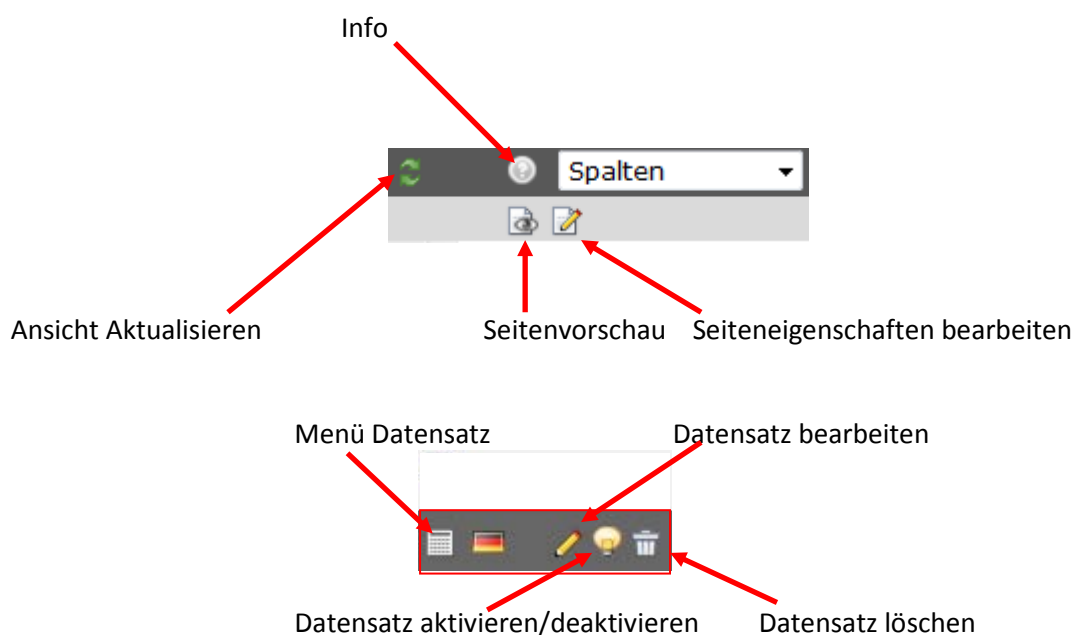 Info
Spalten
Ansicht Aktualisieren
Seitenvorschau
Seiteneigenschaften bearbeiten
Menü Datensatz
Datensatz bearbeiten
Datensatz aktivieren/deaktivieren
Datensatz löschen